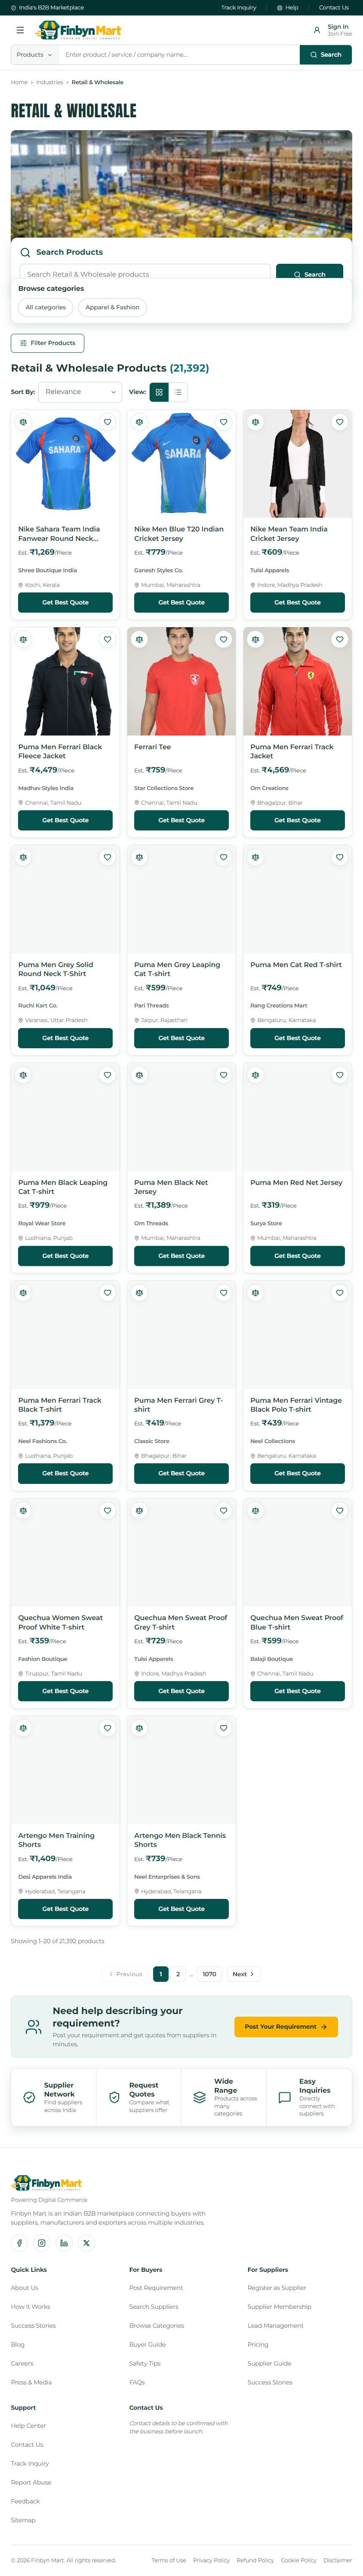 India's B2B Marketplace
Track Inquiry
Help
Contact Us
Finbyn Mart
Sign In
Join Free
Products
Enter product / service / company name...
Search
Home > Industries > Retail & Wholesale
RETAIL & WHOLESALE
Search Products
Search Retail & Wholesale products
Search
Browse categories
All categories
Apparel & Fashion
Filter Products
Retail & Wholesale Products (21,392)
Sort By:
Relevance
View:
SAHARA
SAHARA
Nike Sahara Team India Fanwear Round Neck...
Est. ₹1,269/Piece
Shree Boutique India
Kochi, Kerala
Get Best Quote
Nike Men Blue T20 Indian Cricket Jersey
Est. ₹779/Piece
Ganesh Styles Co.
Mumbai, Maharashtra
Get Best Quote
Nike Mean Team India Cricket Jersey
Est. ₹609/Piece
Tulsi Apparels
Indore, Madhya Pradesh
Get Best Quote
Puma Men Ferrari Black Fleece Jacket
Est. ₹4,479/Piece
Madhav Styles India
Chennai, Tamil Nadu
Get Best Quote
Ferrari Tee
Est. ₹759/Piece
Star Collections Store
Chennai, Tamil Nadu
Get Best Quote
Puma Men Ferrari Track Jacket
Est. ₹4,569/Piece
Om Creations
Bhagalpur, Bihar
Get Best Quote
Puma Men Grey Solid Round Neck T-Shirt
Est. ₹1,049/Piece
Ruchi Kart Co.
Varanasi, Uttar Pradesh
Get Best Quote
Puma Men Grey Leaping Cat T-shirt
Est. ₹599/Piece
Pari Threads
Jaipur, Rajasthan
Get Best Quote
Puma Men Cat Red T-shirt
Est. ₹749/Piece
Rang Creations Mart
Bengaluru, Karnataka
Get Best Quote
Puma Men Black Leaping Cat T-shirt
Est. ₹979/Piece
Royal Wear Store
Ludhiana, Punjab
Get Best Quote
Puma Men Black Net Jersey
Est. ₹1,389/Piece
Om Threads
Mumbai, Maharashtra
Get Best Quote
Puma Men Red Net Jersey
Est. ₹319/Piece
Surya Store
Mumbai, Maharashtra
Get Best Quote
Puma Men Ferrari Track Black T-shirt
Est. ₹1,379/Piece
Neel Fashions Co.
Ludhiana, Punjab
Get Best Quote
Puma Men Ferrari Grey T-shirt
Est. ₹419/Piece
Classic Store
Bhagalpur, Bihar
Get Best Quote
Puma Men Ferrari Vintage Black Polo T-shirt
Est. ₹439/Piece
Neel Collections
Bengaluru, Karnataka
Get Best Quote
Quechua Women Sweat Proof White T-shirt
Est. ₹359/Piece
Fashion Boutique
Tiruppur, Tamil Nadu
Get Best Quote
Quechua Men Sweat Proof Grey T-shirt
Est. ₹729/Piece
Tulsi Apparels
Indore, Madhya Pradesh
Get Best Quote
Quechua Men Sweat Proof Blue T-shirt
Est. ₹599/Piece
Balaji Boutique
Chennai, Tamil Nadu
Get Best Quote
Artengo Men Training Shorts
Est. ₹1,409/Piece
Desi Apparels India
Hyderabad, Telangana
Get Best Quote
Artengo Men Black Tennis Shorts
Est. ₹739/Piece
Neel Enterprises & Sons
Hyderabad, Telangana
Get Best Quote
Showing 1–20 of 21,392 products
Previous 1 2 ... 1070 Next
Need help discovering your requirement?
Post your requirement and get quotes from suppliers in minutes.
Post Your Requirement
Supplier Network
Find suppliers across India
Request Quotes
Compare what suppliers offer
Wide Range
Products across many categories
Easy Inquiries
Directly connect with suppliers
Finbyn Mart
Powering Digital Commerce
Finbyn Mart is an Indian B2B marketplace connecting buyers with suppliers, manufacturers and exporters across multiple industries.
Quick Links
About Us
How It Works
Success Stories
Blog
Careers
Press & Media
For Buyers
Post Requirement
Search Suppliers
Browse Categories
Buyer Guide
Safety Tips
FAQs
For Suppliers
Register as Supplier
Supplier Membership
Lead Management
Pricing
Supplier Guide
Success Stories
Support
Help Center
Contact Us
Track Inquiry
Report Abuse
Feedback
Sitemap
Contact Us
Contact details to be confirmed with the business before launch.
© 2026 Finbyn Mart. All rights reserved.
Terms of Use
Privacy Policy
Refund Policy
Cookie Policy
Disclaimer